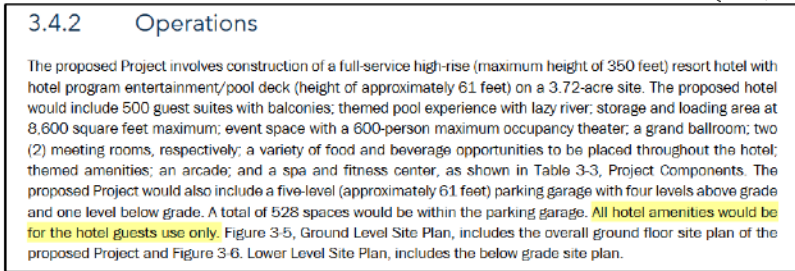 3.4.2 Operations
The proposed Project involves construction of a full-service high-rise (maximum height of 350 feet) resort hotel with
hotel program entertainment/pool deck (height of approximately 61 feet) on a 3.72-acre site. The proposed hotel
would include 500 guest suites with balconies; themed pool experience with lazy river; storage and loading area at
8,600 square feet maximum; event space with a 600-person maximum occupancy theater; a grand ballroom; two
(2) meeting rooms, respectively; a variety of food and beverage opportunities to be placed throughout the hotel;
themed amenities; an arcade; and a spa and fitness center, as shown in Table 3-3, Project Components. The
proposed Project would also include a five-level (approximately 61 feet) parking garage with four levels above grade
and one level below grade. A total of 528 spaces would be within the parking garage. All hotel amenities would be
for the hotel guests use only. Figure 3-5, Ground Level Site Plan, includes the overall ground floor site plan of the
proposed Project and Figure 3-6. Lower Level Site Plan, includes the below grade site plan.